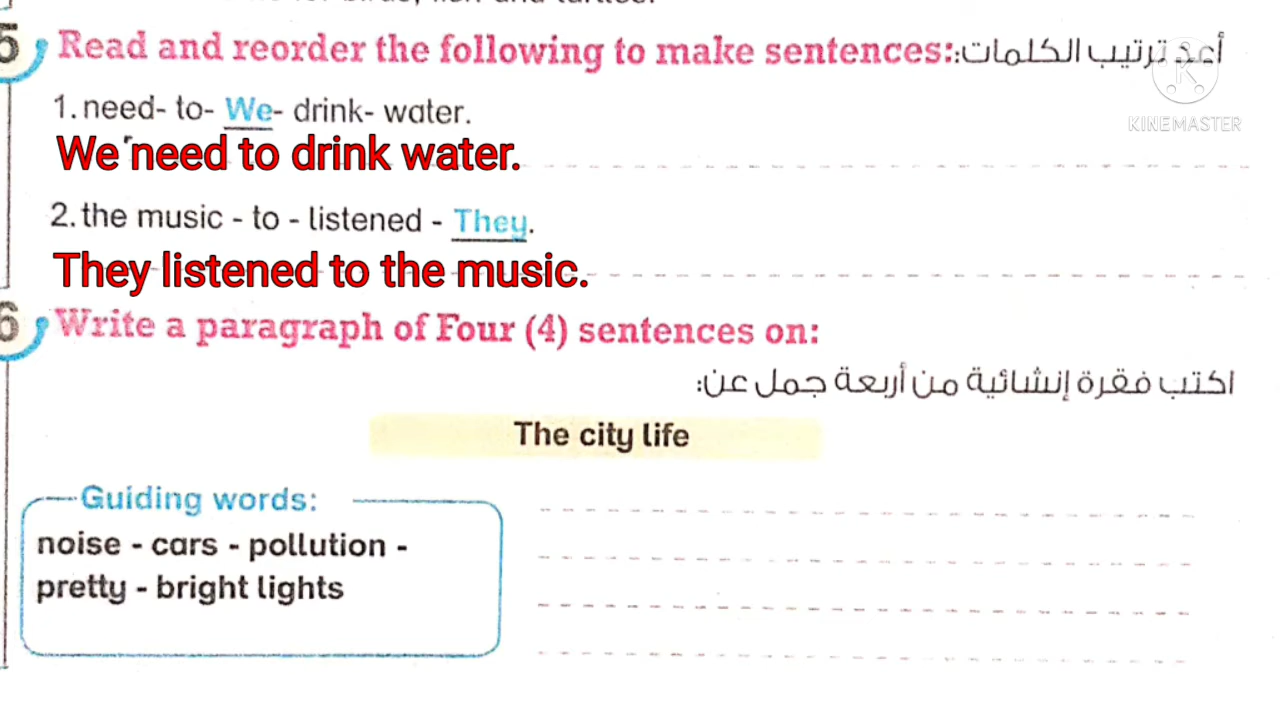 5 Read and reorder the following to make sentences: أعد ترتيب الكلمات:
KINEMASTER
1. need- to- We- drink- water.
We need to drink water.
2. the music - to - listened - They.
They listened to the music.
6 Write a paragraph of Four (4) sentences on:
اكتب فقرة إنشائية من أربعة جمل عن:
The city life
Guiding words:
noise - cars - pollution -
pretty - bright lights